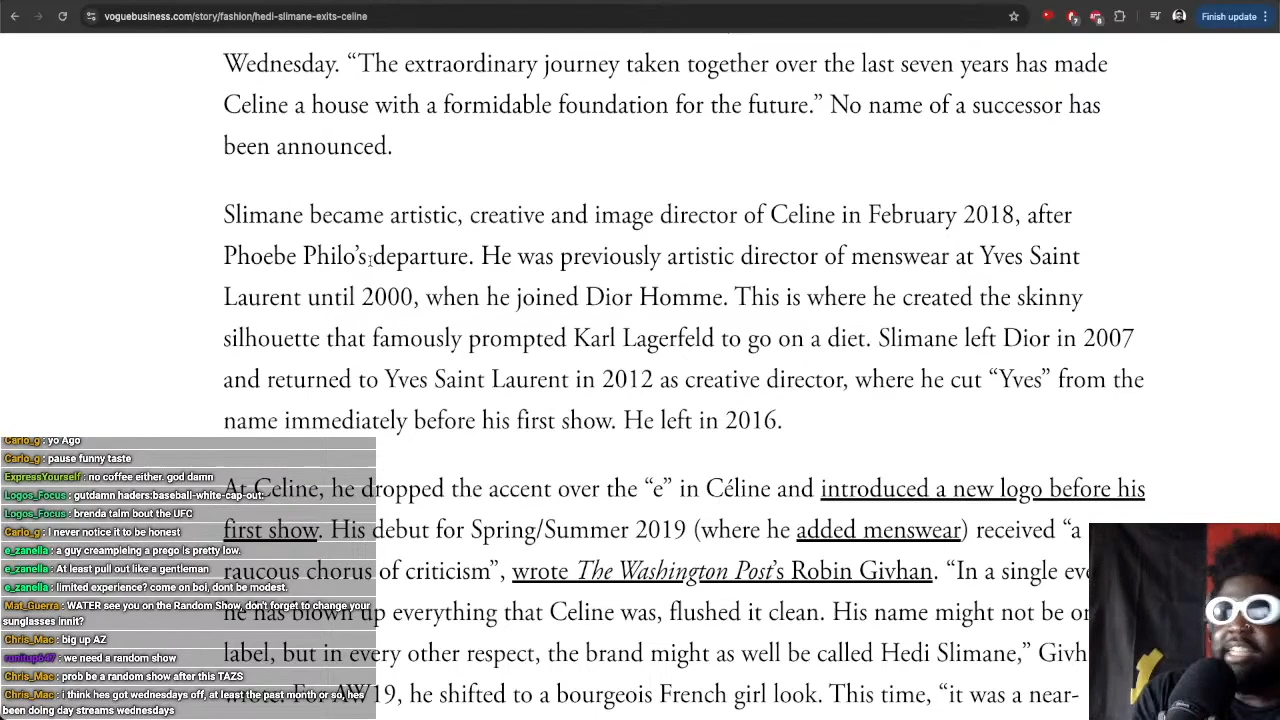 voguebusiness.com/story/fashion/hedi-slimane-exits-celine
Finish update
Wednesday. “The extraordinary journey taken together over the last seven years has made
Celine a house with a formidable foundation for the future.” No name of a successor has
been announced.
Slimane became artistic, creative and image director of Celine in February 2018, after
Phoebe Philo’s departure. He was previously artistic director of menswear at Yves Saint
Laurent until 2000, when he joined Dior Homme. This is where he created the skinny
silhouette that famously prompted Karl Lagerfeld to go on a diet. Slimane left Dior in 2007
and returned to Yves Saint Laurent in 2012 as creative director, where he cut “Yves” from the
name immediately before his first show. He left in 2016.
At Celine, he dropped the accent over the “e” in Céline and introduced a new logo before his
first show. His debut for Spring/Summer 2019 (where he added menswear) received “a
raucous chorus of criticism”, wrote The Washington Post’s Robin Givhan. “In a single eve
he has blown up everything that Celine was, flushed it clean. His name might not be on
label, but in every other respect, the brand might as well be called Hedi Slimane,” Givh
wrote. For AW19, he shifted to a bourgeois French girl look. This time, “it was a near-
Carlo_g : yo Ago
Carlo_g : pause funny taste
ExpressYourself : no coffee either. god damn
Logos_Focus : gutdamn haders:baseball-white-cap-out:
Logos_Focus : brenda talm bout the UFC
Carlo_g : I never notice it to be honest
e_zanella : a guy creampieing a prego is pretty low.
e_zanella : At least pull out like a gentleman
e_zanella : limited experience? come on boi, dont be modest.
Mat_Guerra : WATER see you on the Random Show, don't forget to change your
sunglasses innit?
Chris_Mac : big up AZ
runitup647 : we need a random show
Chris_Mac : prob be a random show after this TAZS
Chris_Mac : i think hes got wednesdays off, at least the past month or so, hes
been doing day streams wednesdays